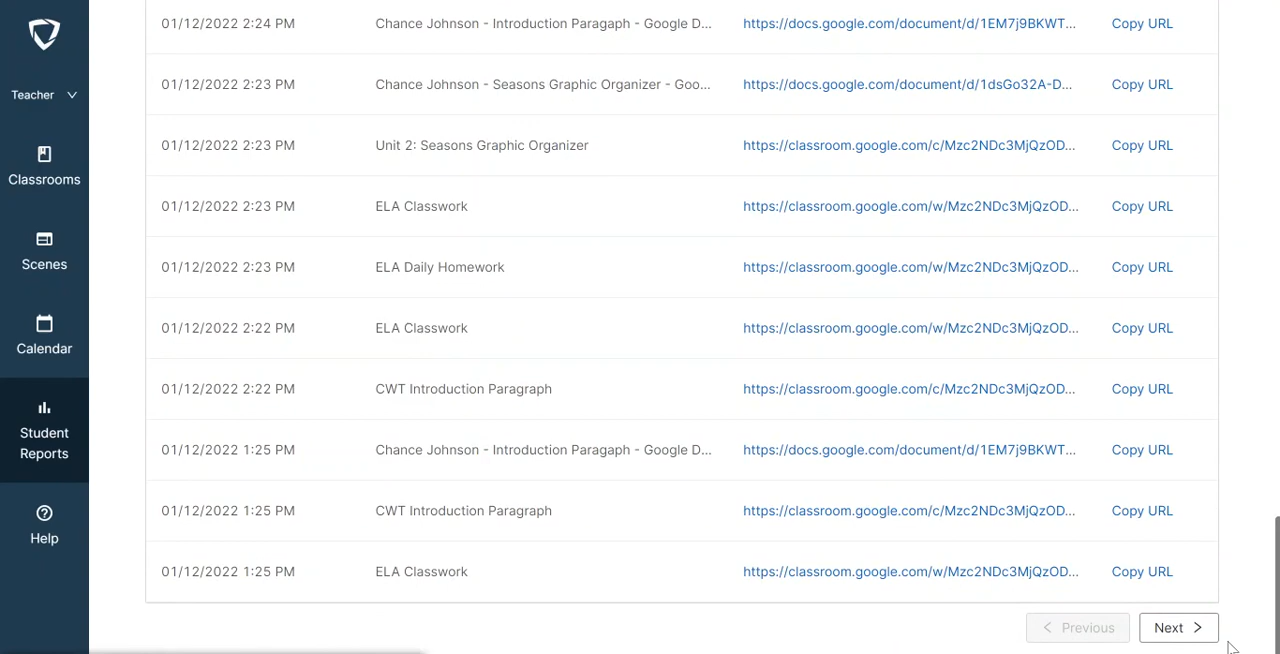 Teacher
Classrooms
Scenes
Calendar
Student
Reports
Help
01/12/2022 2:24 PM Chance Johnson - Introduction Paragaph - Google D... https://docs.google.com/document/d/1EM7j9BKWT... Copy URL
01/12/2022 2:23 PM Chance Johnson - Seasons Graphic Organizer - Goo... https://docs.google.com/document/d/1dsGo32A-D... Copy URL
01/12/2022 2:23 PM Unit 2: Seasons Graphic Organizer https://classroom.google.com/c/Mzc2NDc3MjQzOD... Copy URL
01/12/2022 2:23 PM ELA Classwork https://classroom.google.com/w/Mzc2NDc3MjQzOD... Copy URL
01/12/2022 2:23 PM ELA Daily Homework https://classroom.google.com/w/Mzc2NDc3MjQzOD... Copy URL
01/12/2022 2:22 PM ELA Classwork https://classroom.google.com/w/Mzc2NDc3MjQzOD... Copy URL
01/12/2022 2:22 PM CWT Introduction Paragraph https://classroom.google.com/c/Mzc2NDc3MjQzOD... Copy URL
01/12/2022 1:25 PM Chance Johnson - Introduction Paragaph - Google D... https://docs.google.com/document/d/1EM7j9BKWT... Copy URL
01/12/2022 1:25 PM CWT Introduction Paragraph https://classroom.google.com/c/Mzc2NDc3MjQzOD... Copy URL
01/12/2022 1:25 PM ELA Classwork https://classroom.google.com/w/Mzc2NDc3MjQzOD... Copy URL
Previous Next